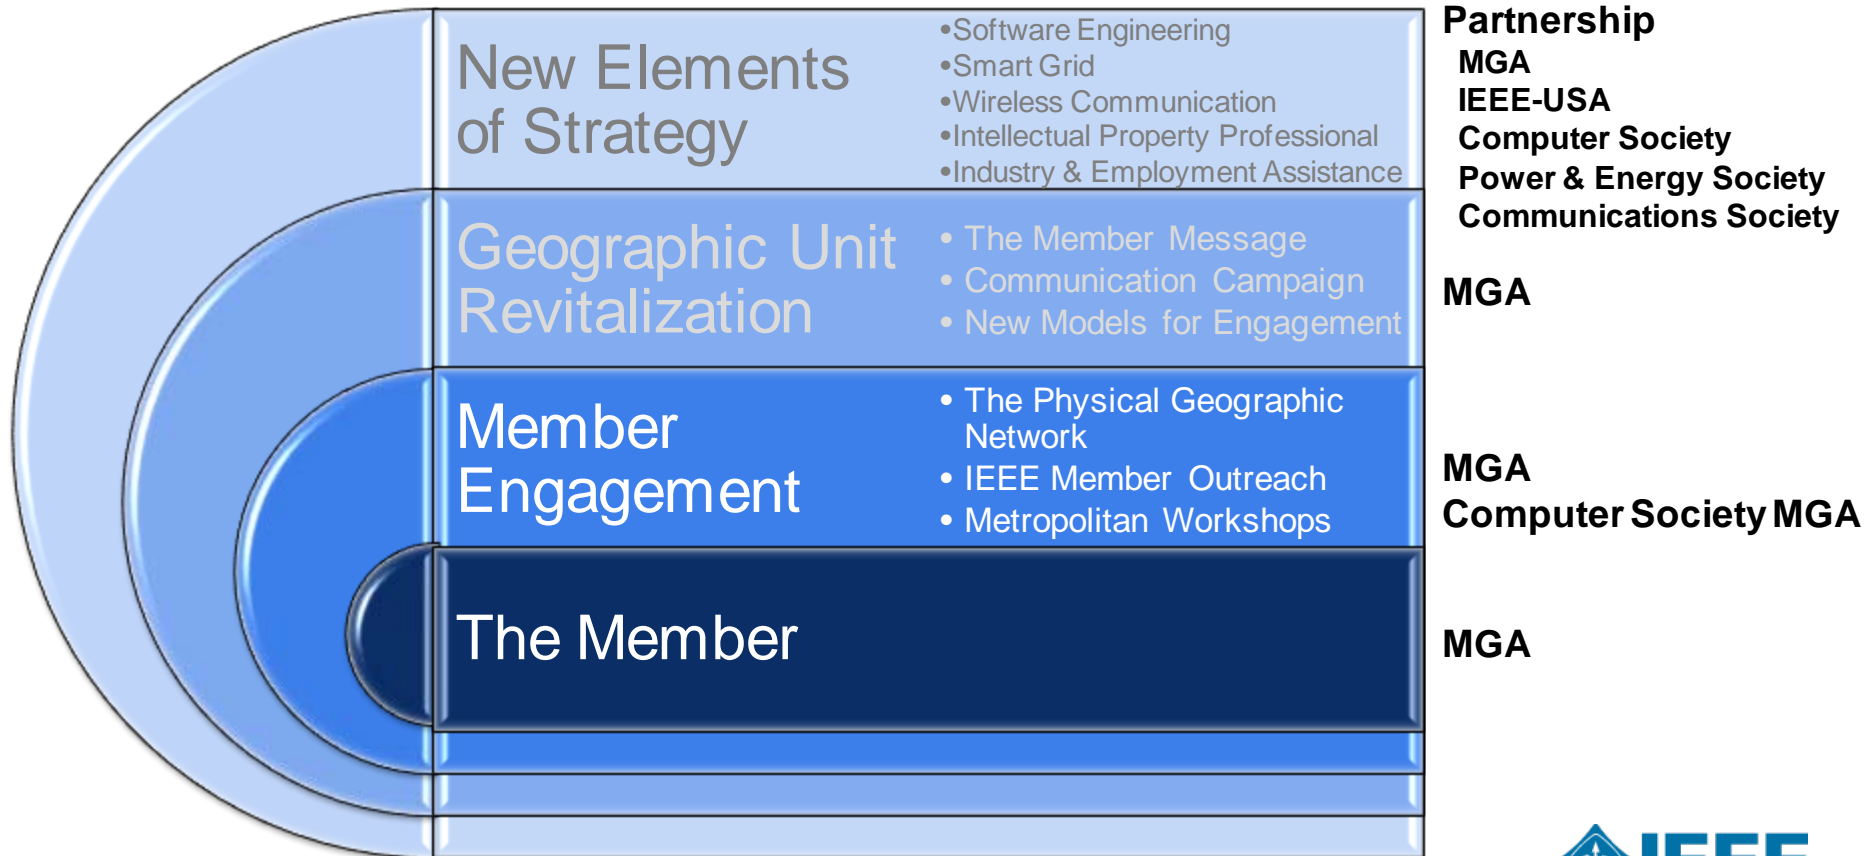 New Elements
of Strategy
•Software Engineering
•Smart Grid
•Wireless Communication
•Intellectual Property Professional
•Industry & Employment Assistance
Partnership
MGA
IEEE-USA
Computer Society
Power & Energy Society
Communications Society
Geographic Unit
Revitalization
• The Member Message
• Communication Campaign
• New Models for Engagement
MGA
Member
Engagement
• The Physical Geographic
Network
• IEEE Member Outreach
• Metropolitan Workshops
MGA
Computer Society MGA
The Member
MGA
IEEE